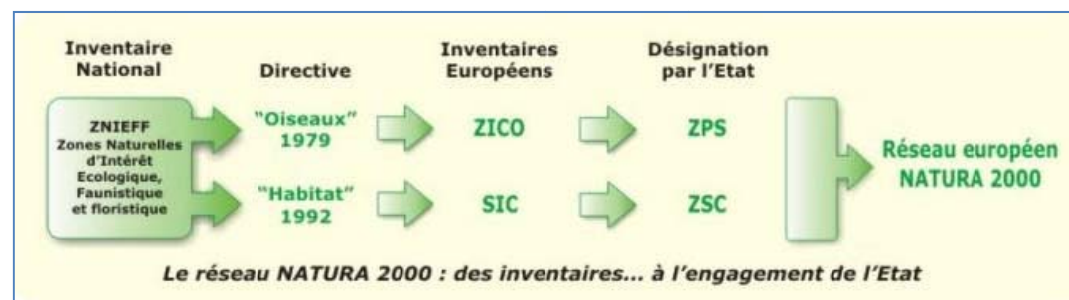 Inventaire
National
Directive
Inventaires
Européens
Désignation
par l'Etat
ZNIEFF
Zones Naturelles
d'Intérêt
Ecologique,
Faunistique
et floristique
"Oiseaux"
1979
ZICO
ZPS
"Habitat"
1992
SIC
ZSC
Réseau européen
NATURA 2000
Le réseau NATURA 2000 : des inventaires... à l'engagement de l'Etat